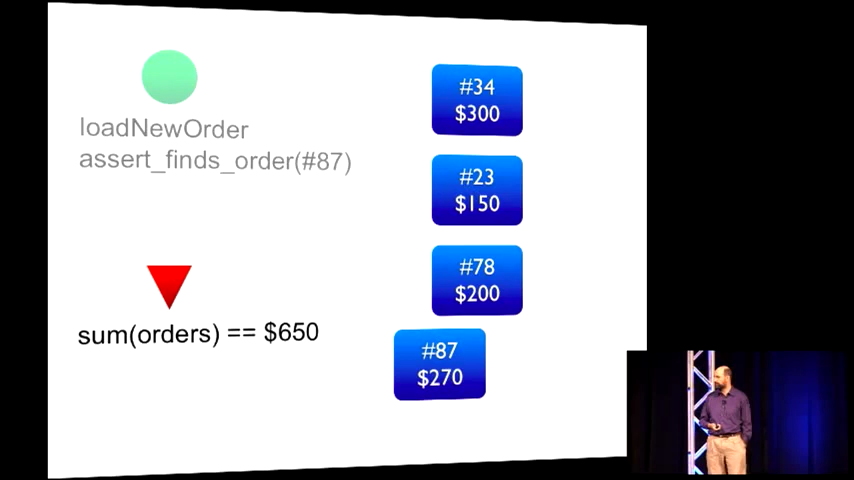 loadNewOrder
assert_finds_order(#87)
sum(orders) == $650
#34
$300
#23
$150
#78
$200
#87
$270